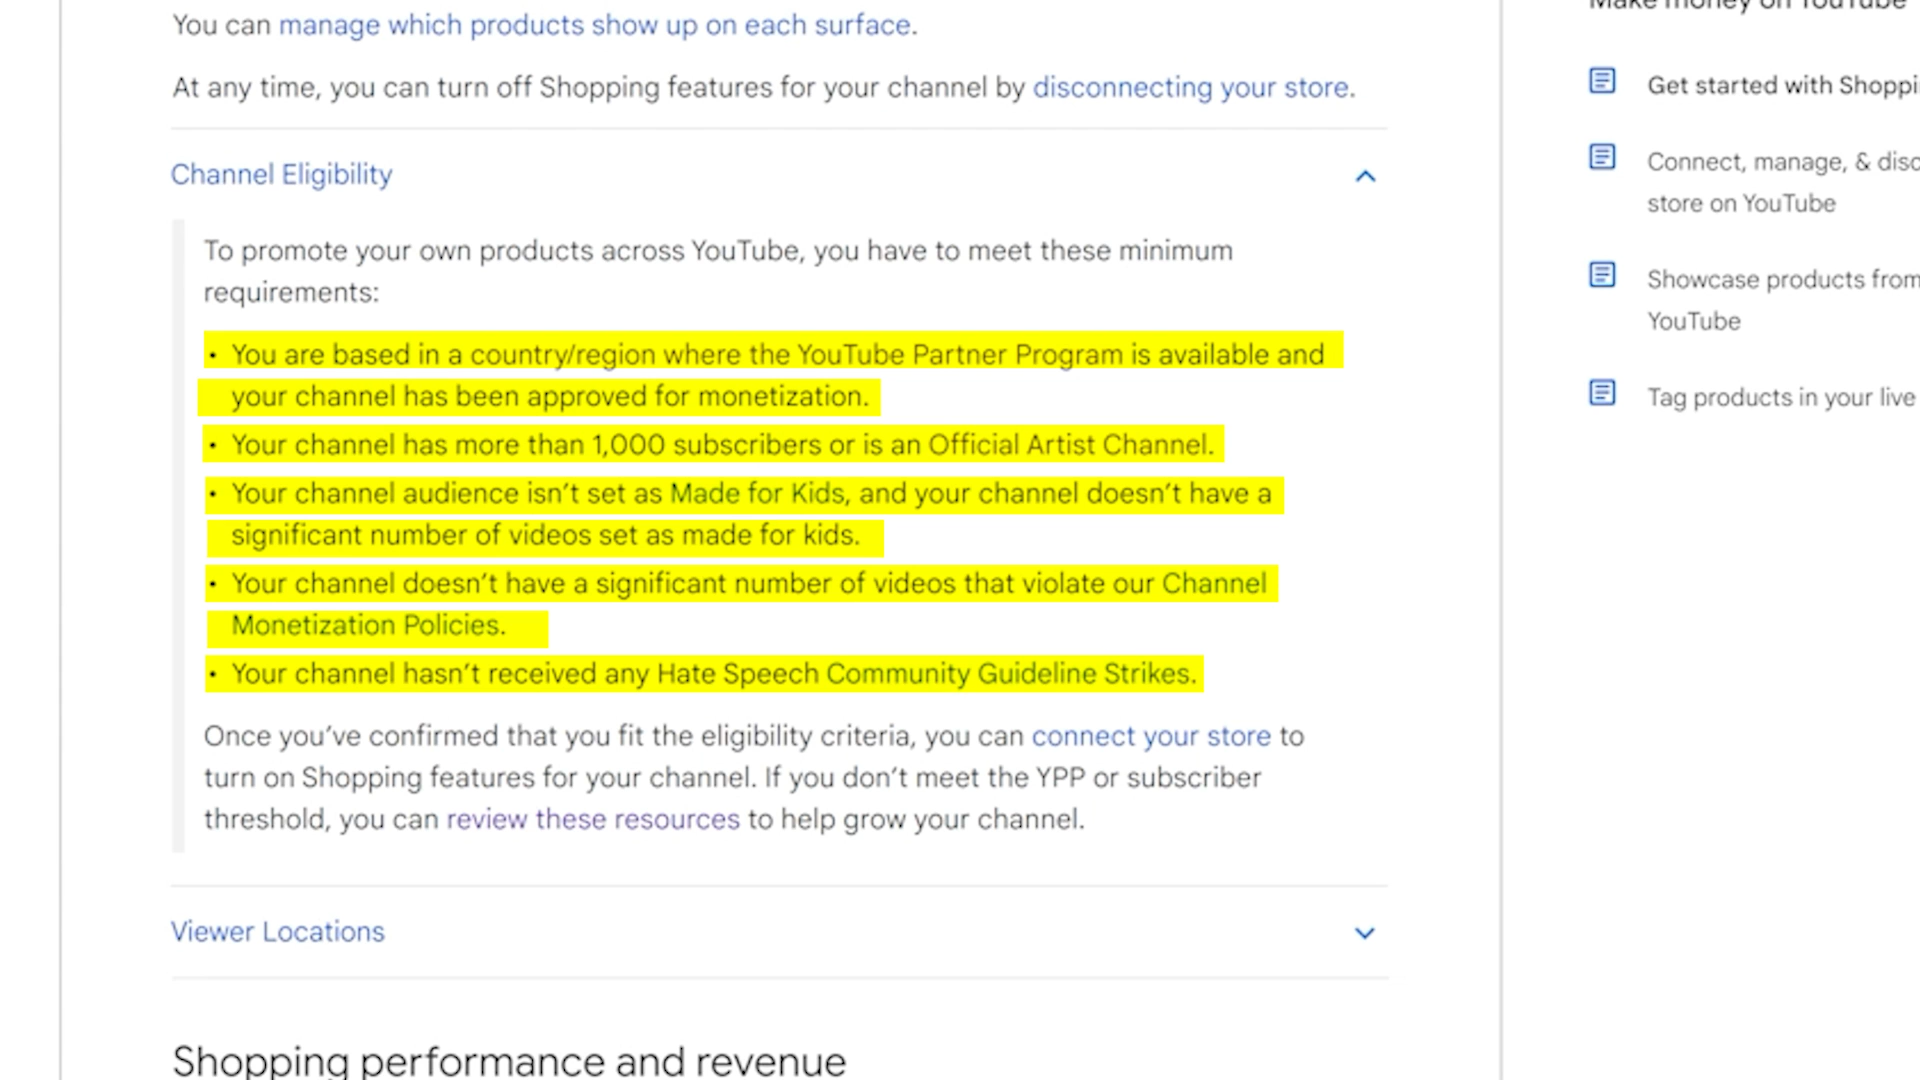 You can manage which products show up on each surface.
At any time, you can turn off Shopping features for your channel by disconnecting your store.
Channel Eligibility
To promote your own products across YouTube, you have to meet these minimum
requirements:
• You are based in a country/region where the YouTube Partner Program is available and
your channel has been approved for monetization.
• Your channel has more than 1,000 subscribers or is an Official Artist Channel.
• Your channel audience isn’t set as Made for Kids, and your channel doesn’t have a
significant number of videos set as made for kids.
• Your channel doesn’t have a significant number of videos that violate our Channel
Monetization Policies.
• Your channel hasn’t received any Hate Speech Community Guideline Strikes.
Once you’ve confirmed that you fit the eligibility criteria, you can connect your store to
turn on Shopping features for your channel. If you don’t meet the YPP or subscriber
threshold, you can review these resources to help grow your channel.
Viewer Locations
Shopping performance and revenue
Make money on YouTube
Get started with Shoppi
Connect, manage, & disc
store on YouTube
Showcase products from
YouTube
Tag products in your live